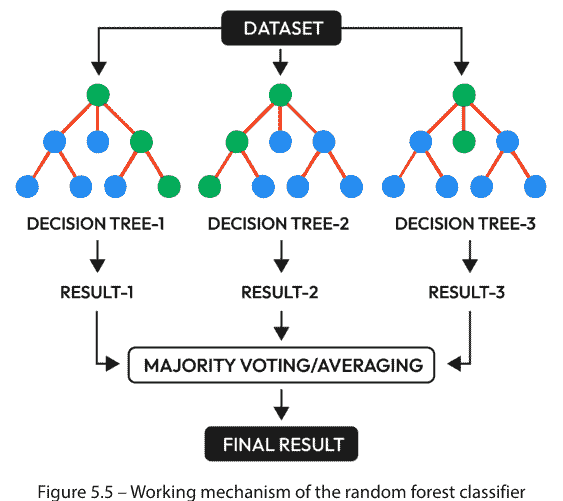 DATASET
DECISION TREE-1
DECISION TREE-2
DECISION TREE-3
RESULT-1
RESULT-2
RESULT-3
MAJORITY VOTING/AVERAGING
FINAL RESULT
Figure 5.5 – Working mechanism of the random forest classifier